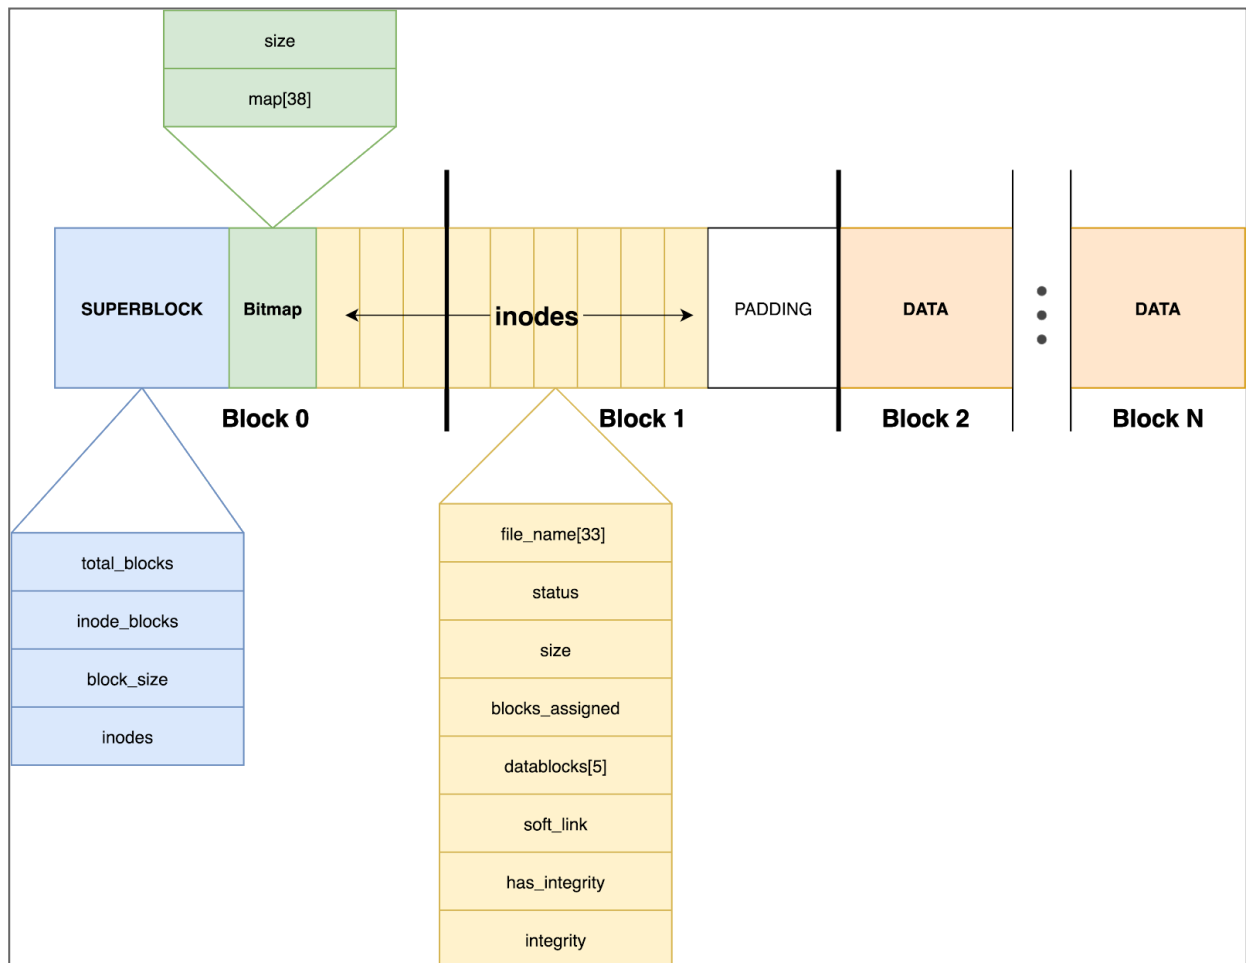 size
map[38]
SUPERBLOCK
Bitmap
inodes
PADDING
DATA
DATA
Block 0
Block 1
Block 2
Block N
total_blocks
inode_blocks
block_size
inodes
file_name[33]
status
size
blocks_assigned
datablocks[5]
soft_link
has_integrity
integrity